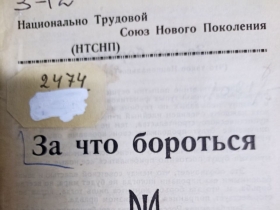 3-12
Национально Трудовой
Союз Нового Поколения
(НТСНП)
2474
За что бороться